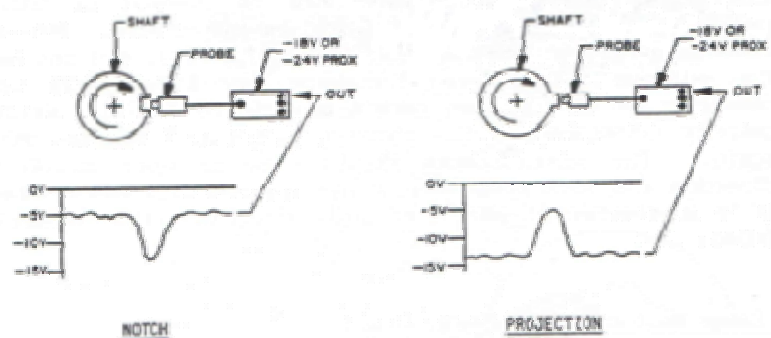 SHAFT
PROBE
-18V OR
-24V PROX
OUT
0V
-5V
-10V
-15V
NOTCH
SHAFT
PROBE
-18V OR
-24V PROX
OUT
0V
-5V
-10V
-15V
PROJECTION